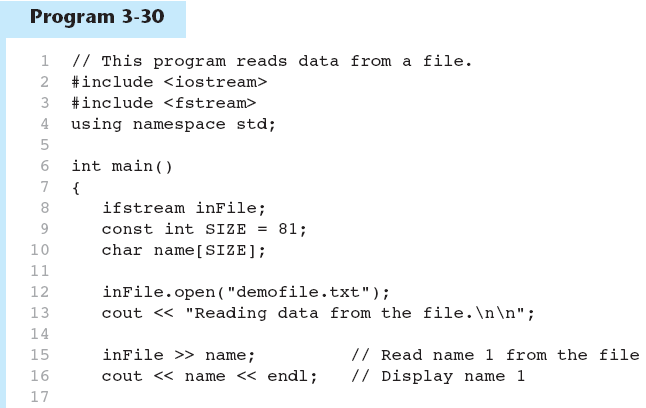 Program 3-30
1 // This program reads data from a file.
2 #include <iostream>
3 #include <fstream>
4 using namespace std;
5
6 int main()
7 {
8 ifstream inFile;
9 const int SIZE = 81;
10 char name[SIZE];
11
12 inFile.open("demofile.txt");
13 cout << "Reading data from the file.\n\n";
14
15 inFile >> name; // Read name 1 from the file
16 cout << name << endl; // Display name 1
17